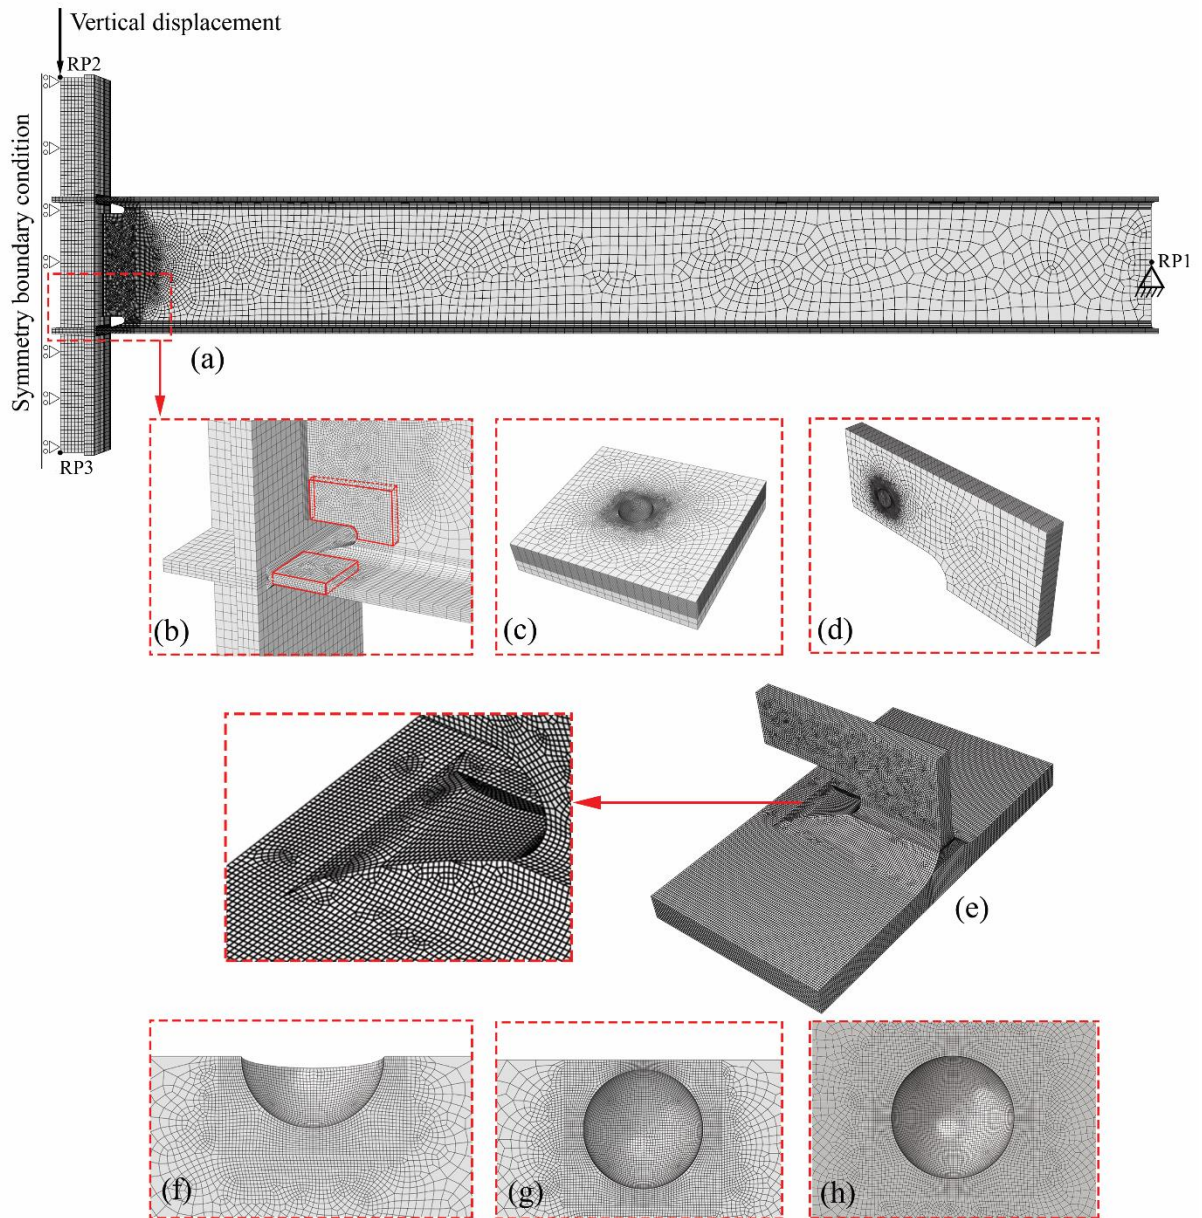 Vertical displacement
RP2
Symmetry boundary condition
RP1
(a)
RP3
(b)
(c)
(d)
(e)
(f)
(g)
(h)